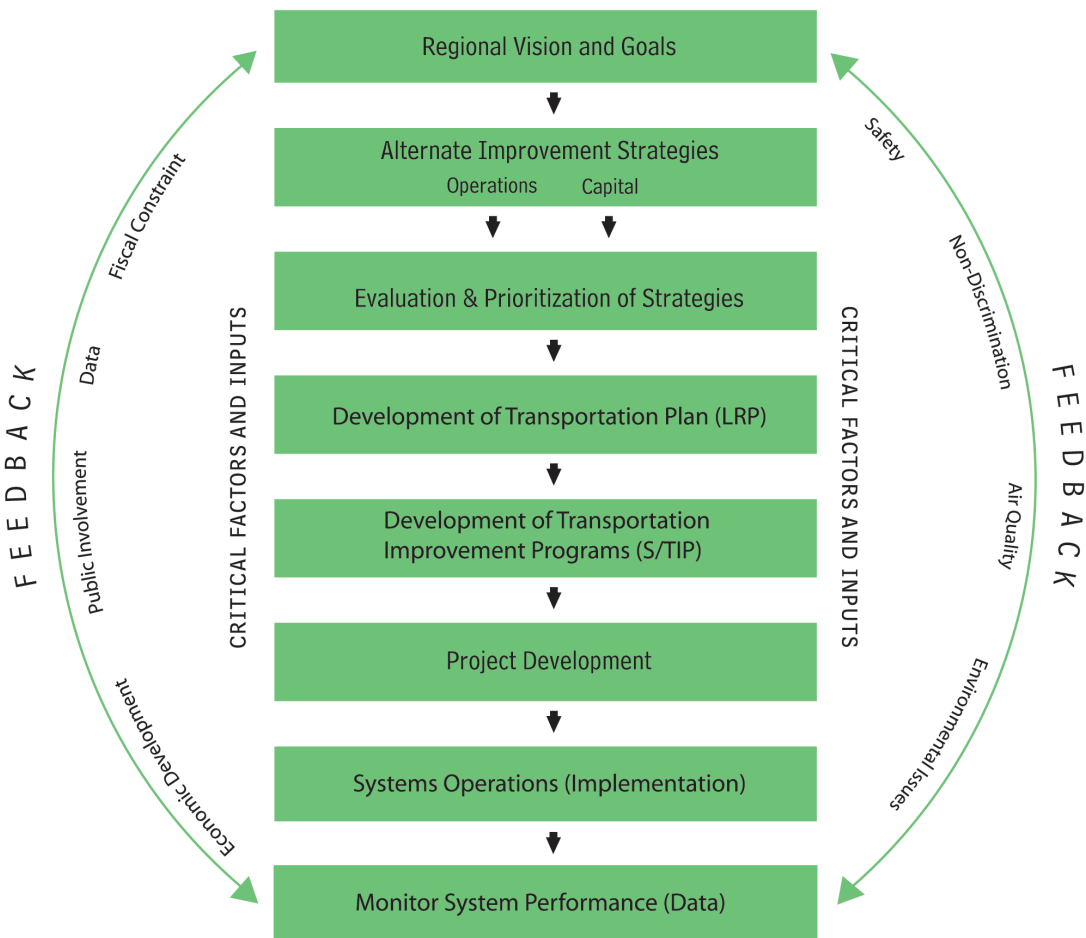 Regional Vision and Goals
Alternate Improvement Strategies
Operations Capital
Evaluation & Prioritization of Strategies
Development of Transportation Plan (LRP)
Development of Transportation
Improvement Programs (S/TIP)
Project Development
Systems Operations (Implementation)
Monitor System Performance (Data)
FEEDBACK
Fiscal Constraint
Data
Public Involvement
Economic Development
CRITICAL FACTORS AND INPUTS
CRITICAL FACTORS AND INPUTS
Safety
Non-Discrimination
Air Quality
Environmental Issues
FEEDBACK